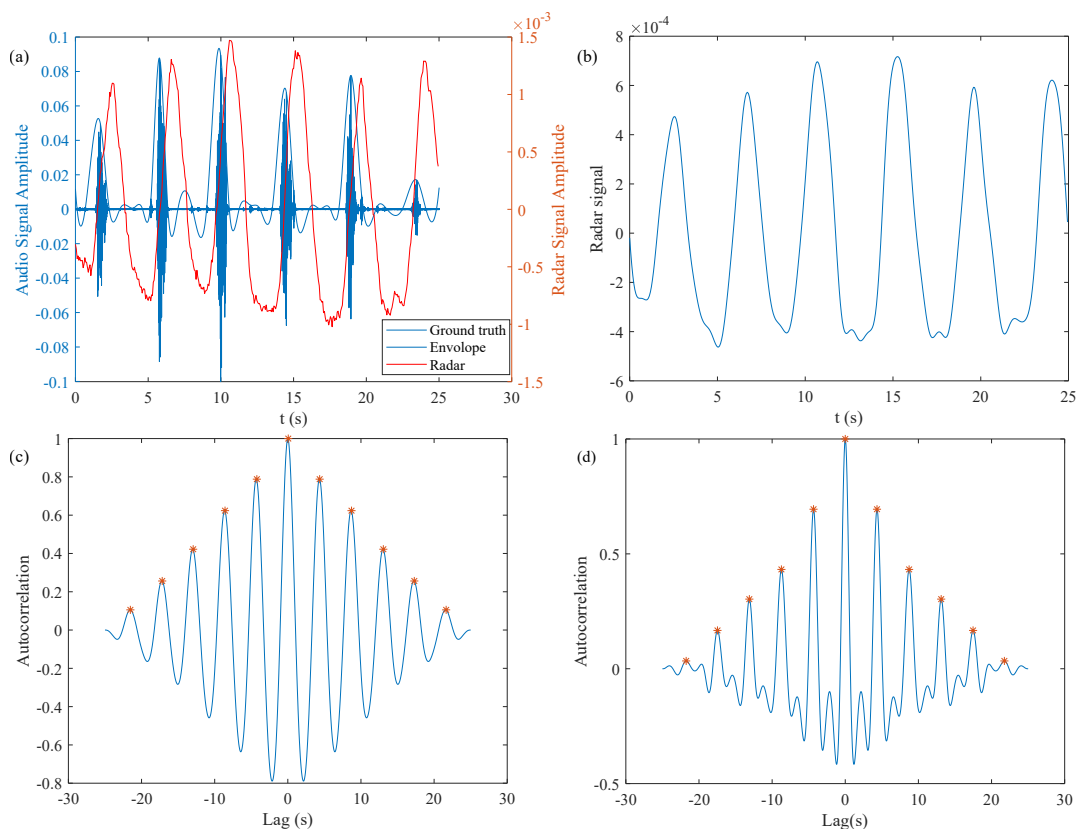 (a)
×10⁻³
0.1
0.08
0.06
0.04
0.02
0
-0.02
-0.04
-0.06
-0.08
-0.1
Audio Signal Amplitude
1.5
1
0.5
0
-0.5
-1
-1.5
Radar Signal Amplitude
Ground truth
Envolope
Radar
0 5 10 15 20 25 30
t (s)
(b)
×10⁻⁴
8
6
4
2
0
-2
-4
-6
Radar signal
0 5 10 15 20 25
t (s)
(c)
1
0.8
0.6
0.4
0.2
0
-0.2
-0.4
-0.6
-0.8
Autocorrelation
-30 -20 -10 0 10 20 30
Lag (s)
(d)
1
0.5
0
-0.5
Autocorrelation
-30 -20 -10 0 10 20 30
Lag(s)